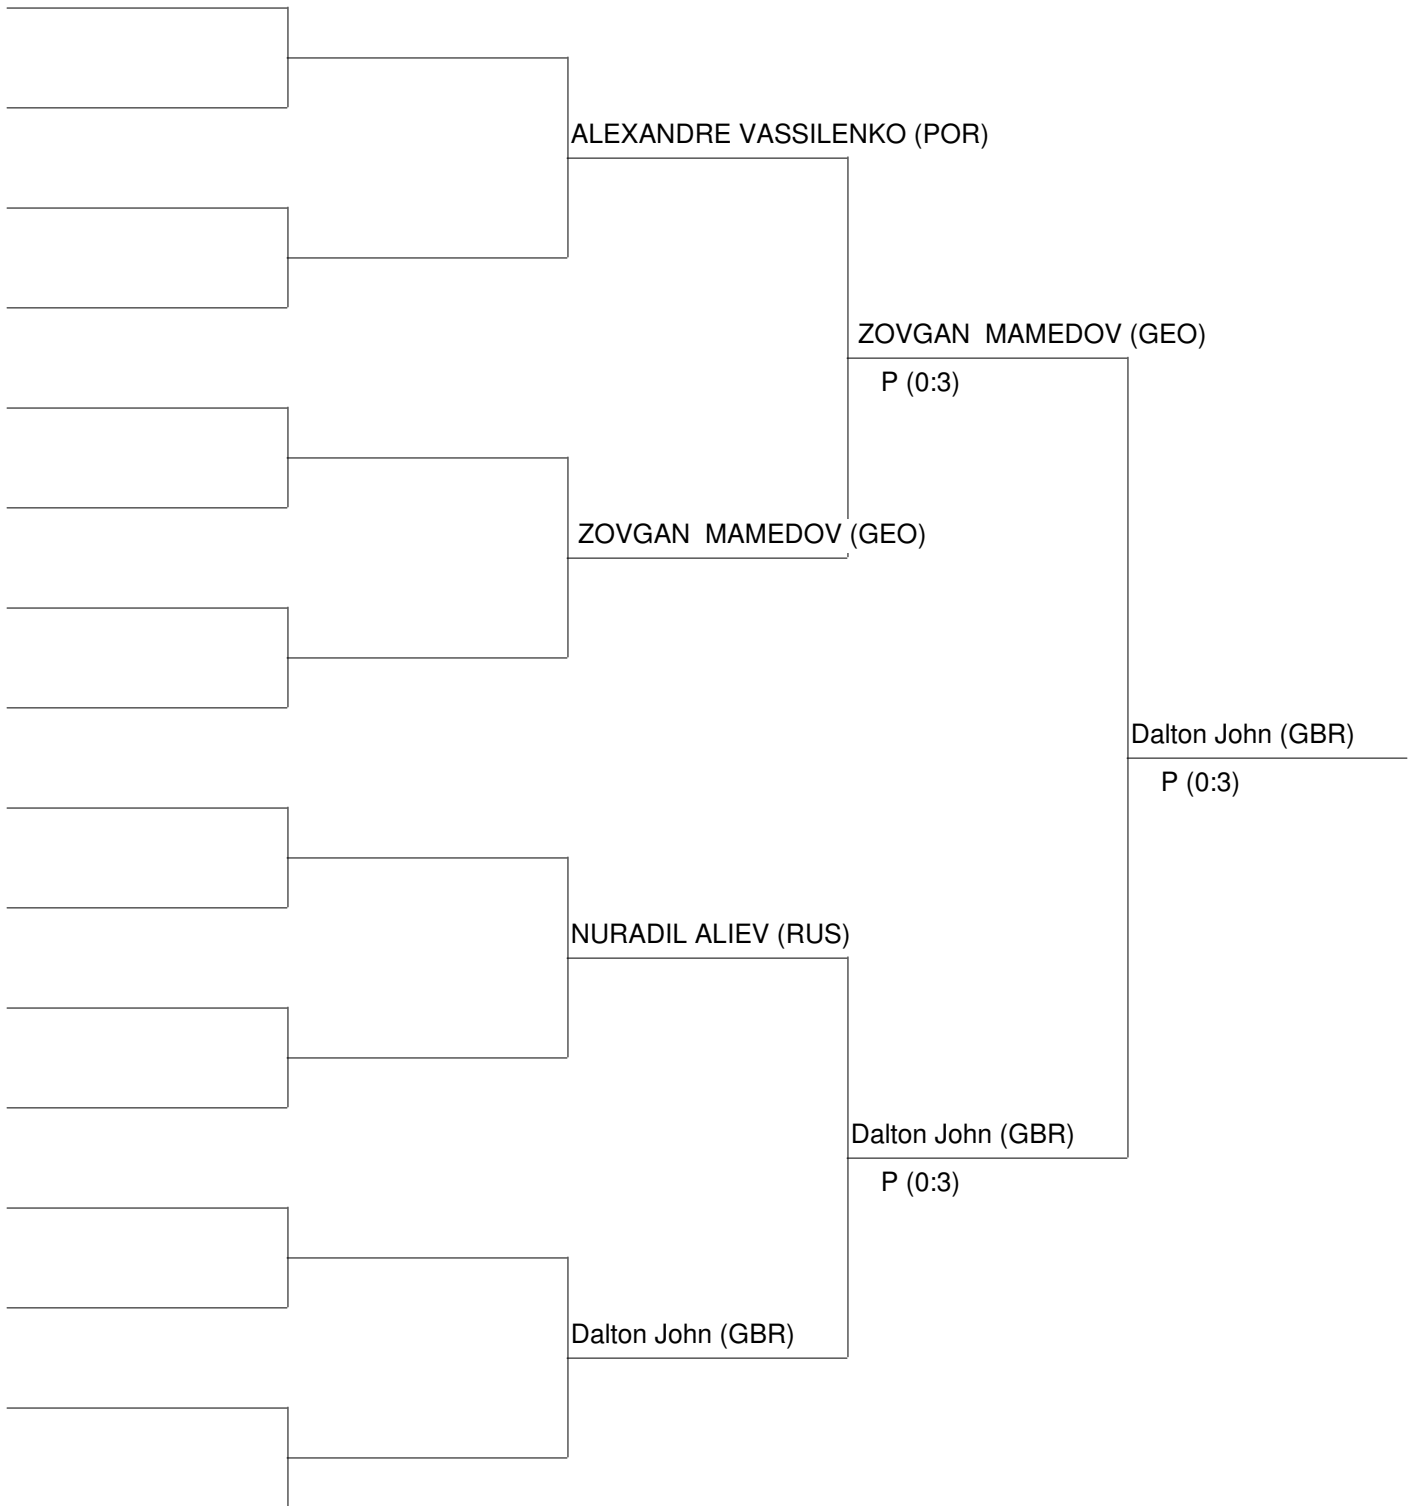 ALEXANDRE VASSILENKO (POR)
ZOVGAN  MAMEDOV (GEO)
P (0:3)
ZOVGAN  MAMEDOV (GEO)
Dalton John (GBR)
P (0:3)
NURADIL ALIEV (RUS)
Dalton John (GBR)
P (0:3)
Dalton John (GBR)